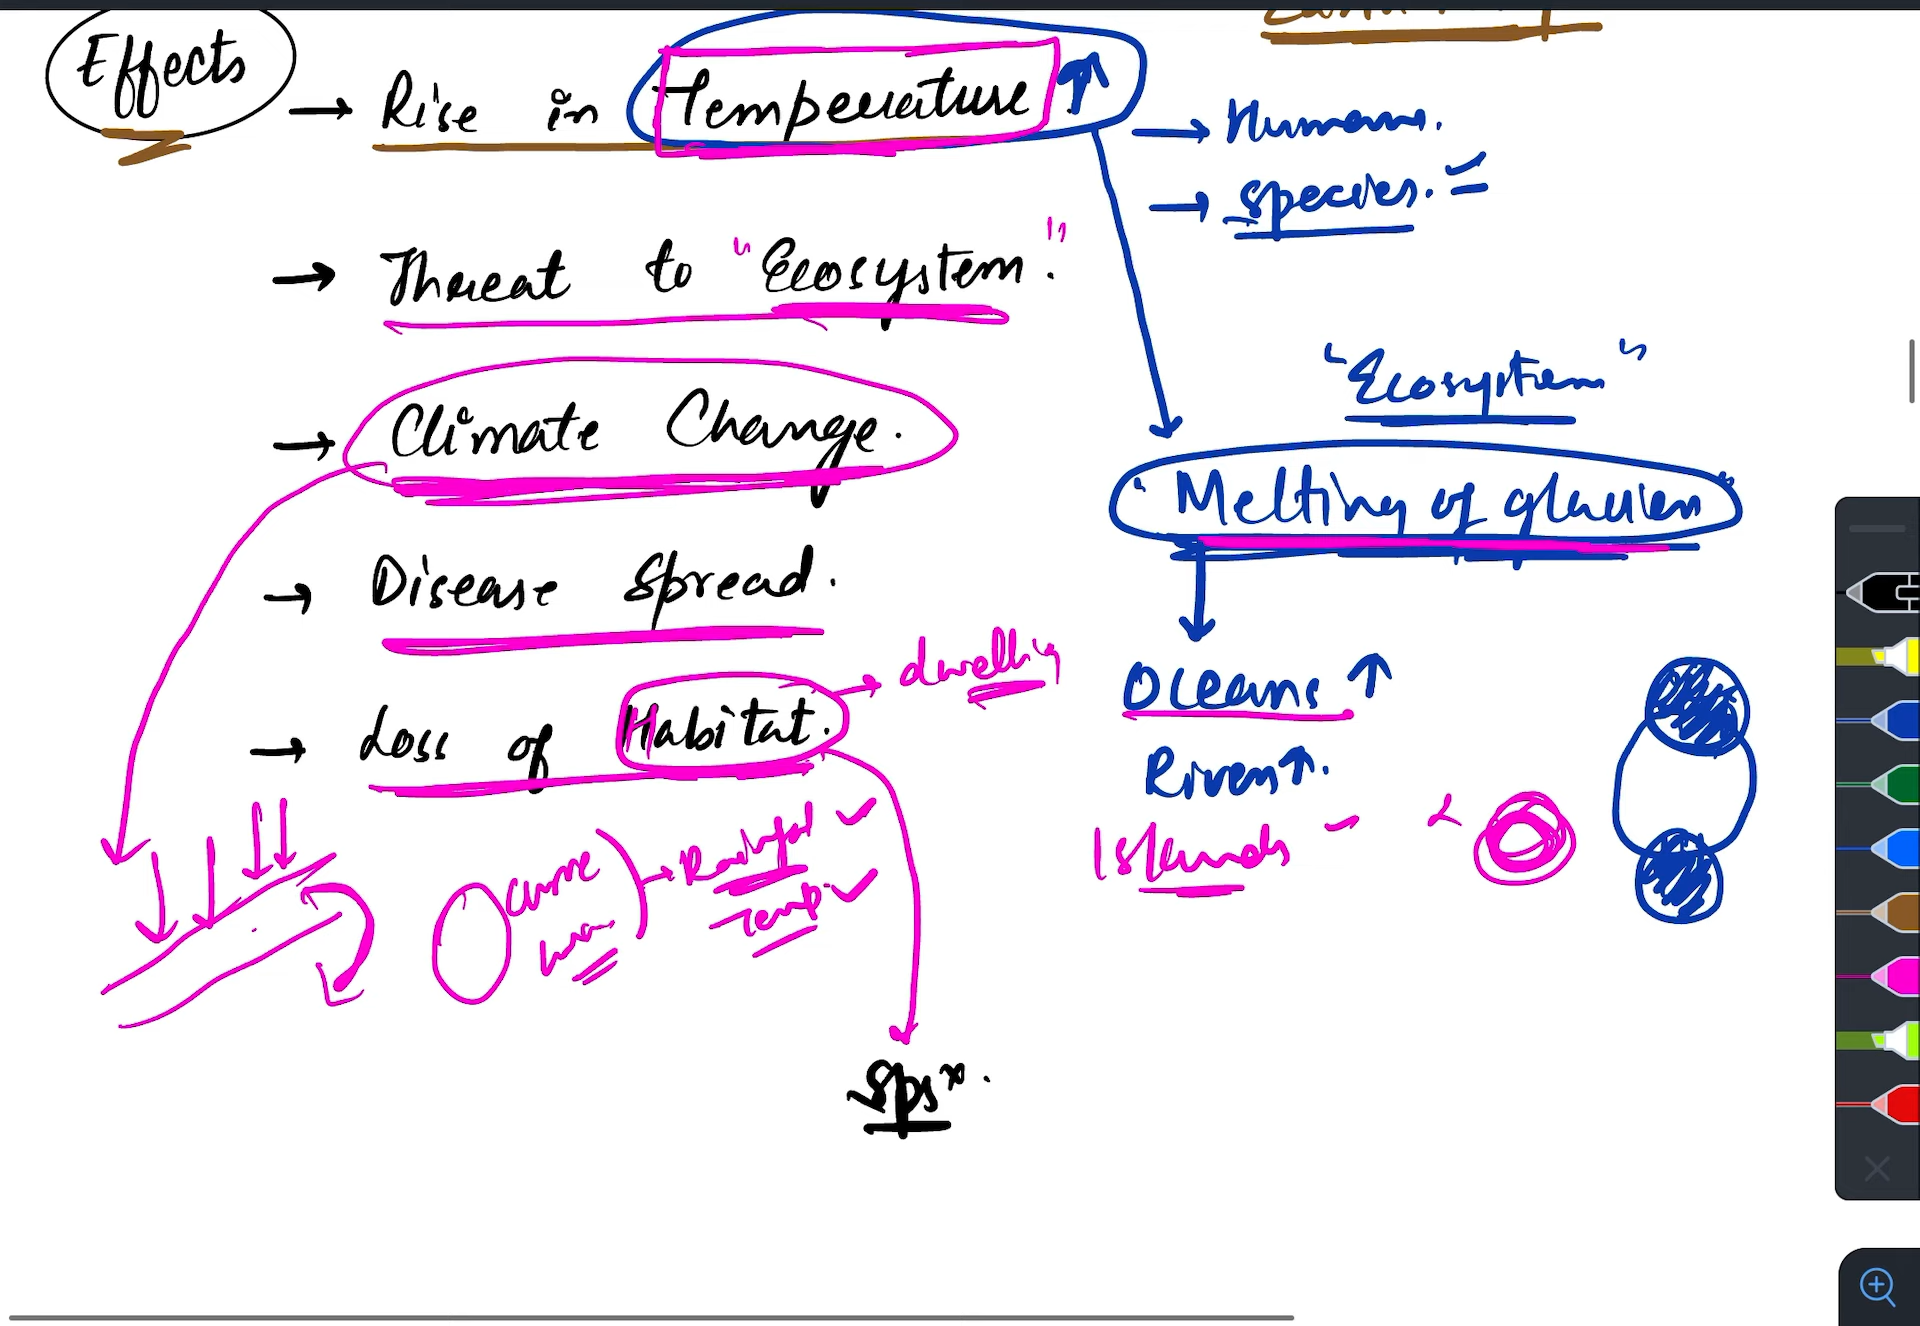 Effects
→ Rise in Temperature ↑
→ Humans.
→ species.
→ Threat to "Ecosystem."
"Ecosystem"
→ Climate Change.
"Melting of glaciers"
→ Disease Spread.
→ dwelling
Oceans ↑
→ Loss of Habitat.
Rivers ↑.
→ Rainfall ✓
Islands -
Temp. ✓
Sps x.